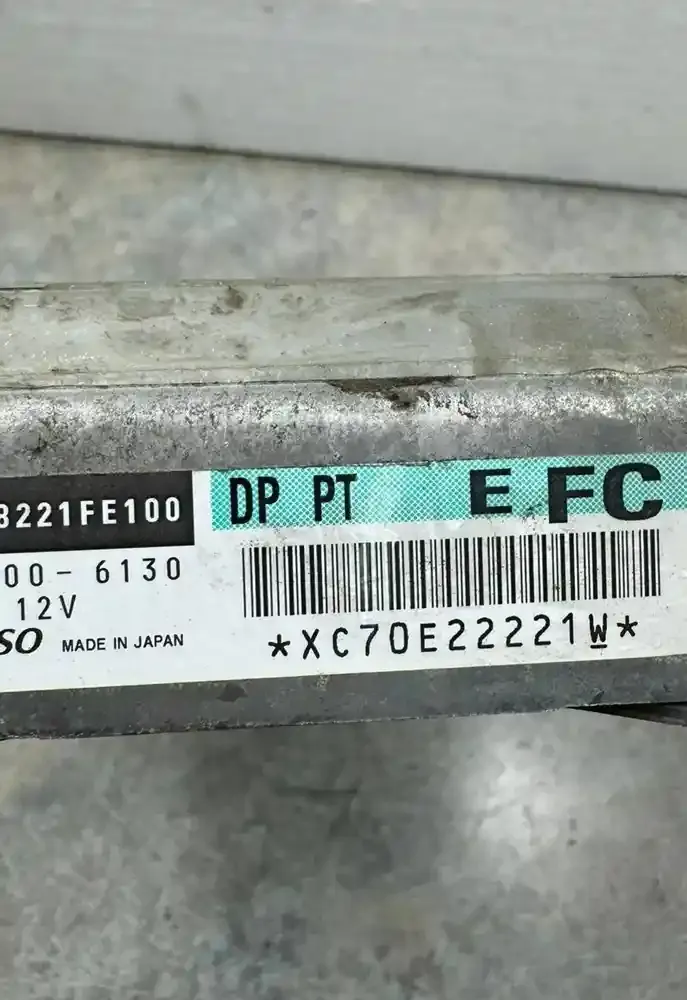 8221FE100
DP PT E FC
00-6130
12V
SO MADE IN JAPAN
*XC70E22221W*